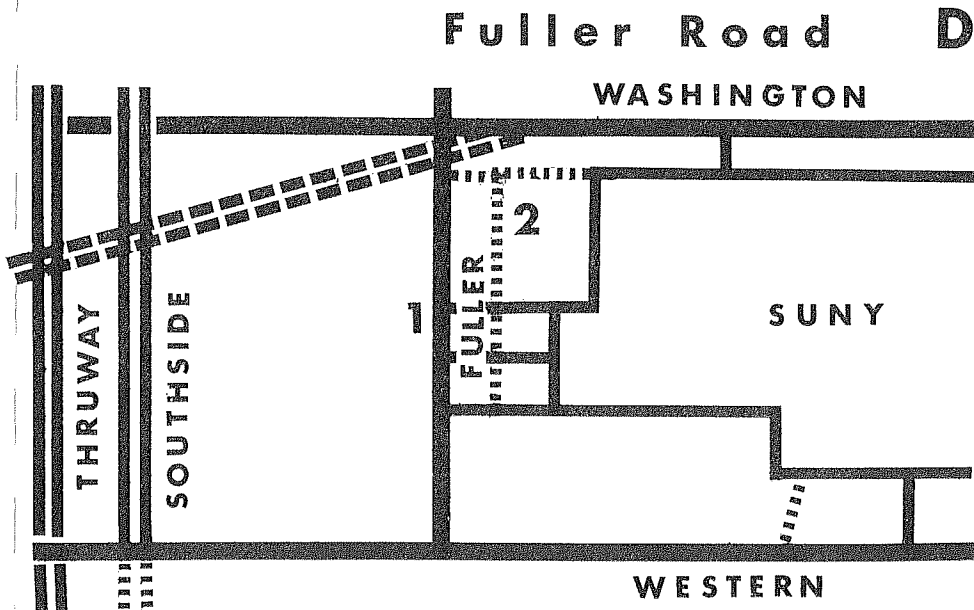 Fuller Road D
WASHINGTON
2
FULLER
1
SUNY
THRUWAY
SOUTHSIDE
WESTERN